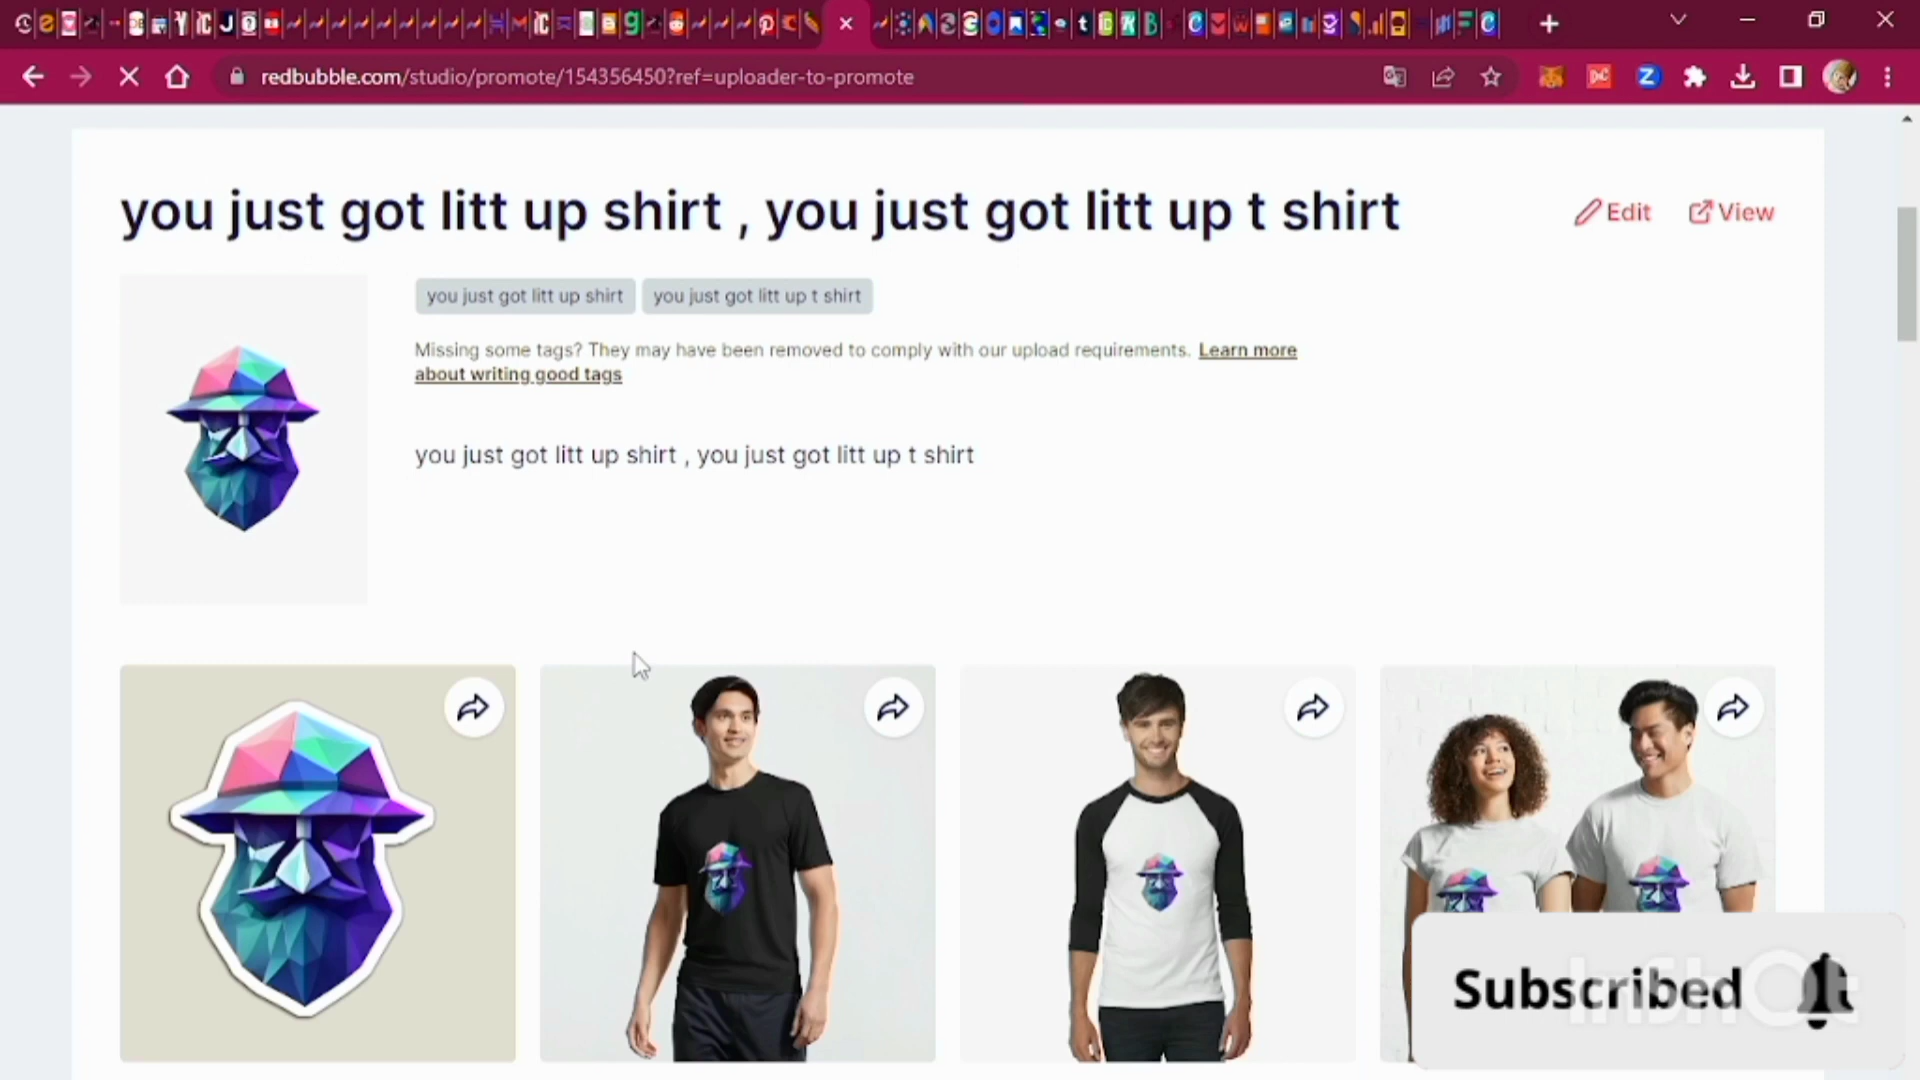 redbubble.com/studio/promote/154356450?ref=uploader-to-promote
you just got litt up shirt , you just got litt up t shirt
Edit
View
you just got litt up shirt
you just got litt up t shirt
Missing some tags? They may have been removed to comply with our upload requirements. Learn more
about writing good tags
you just got litt up shirt , you just got litt up t shirt
Subscribed
InShOt